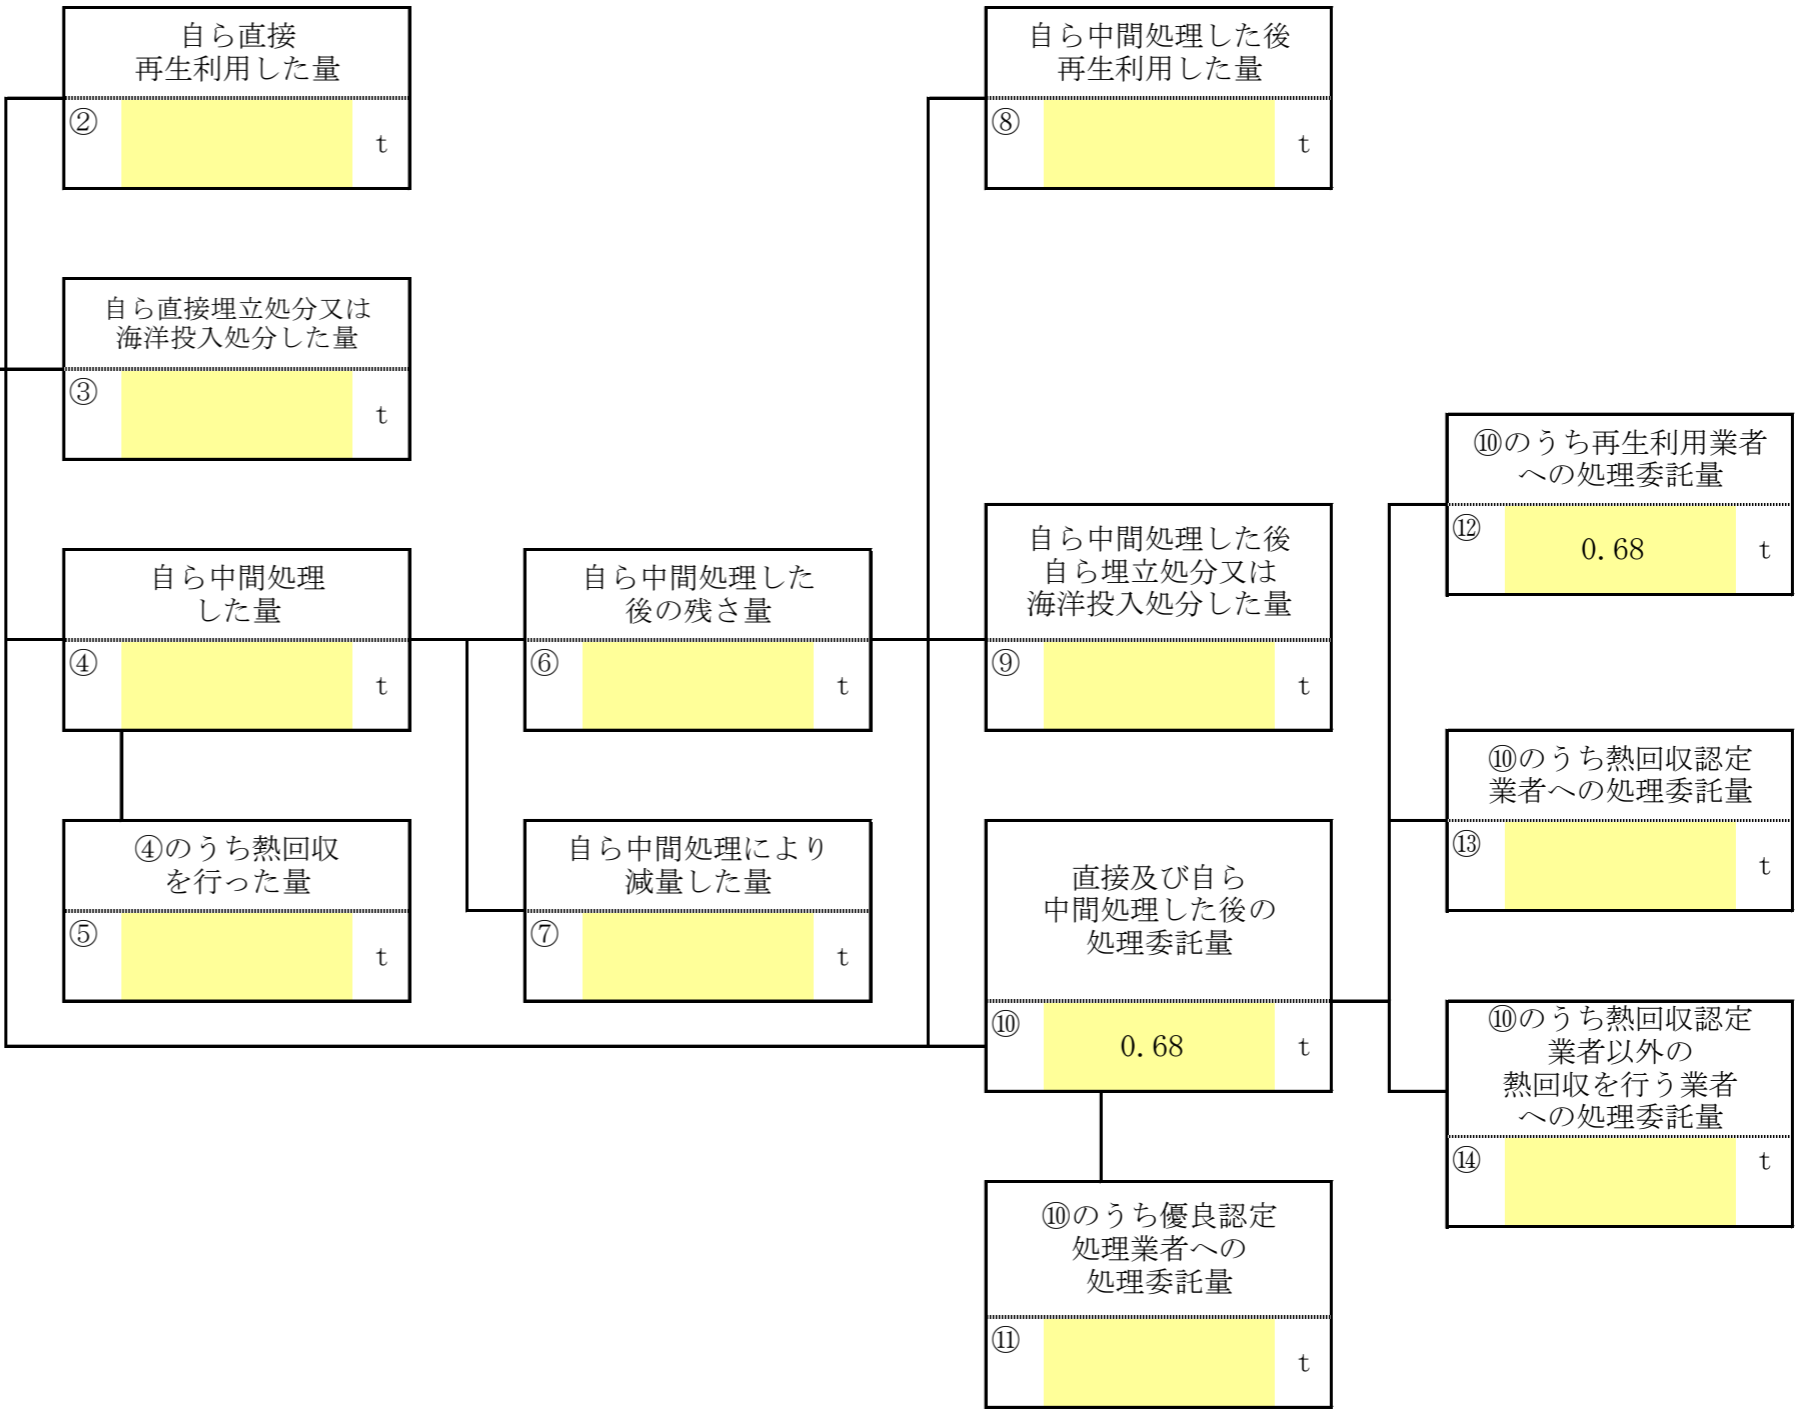 自ら直接
再生利用した量
②
t
自ら中間処理した後
再生利用した量
⑧
t
自ら直接埋立処分又は
海洋投入処分した量
③
t
⑩のうち再生利用業者
への処理委託量
⑫
0.68
t
自ら中間処理
した量
④
t
自ら中間処理した
後の残さ量
⑥
t
自ら中間処理した後
自ら埋立処分又は
海洋投入処分した量
⑨
t
⑩のうち熱回収認定
業者への処理委託量
⑬
t
④のうち熱回収
を行った量
⑤
t
自ら中間処理により
減量した量
⑦
t
直接及び自ら
中間処理した後の
処理委託量
⑩
0.68
t
⑩のうち熱回収認定
業者以外の
熱回収を行う業者
への処理委託量
⑭
t
⑩のうち優良認定
処理業者への
処理委託量
⑪
t